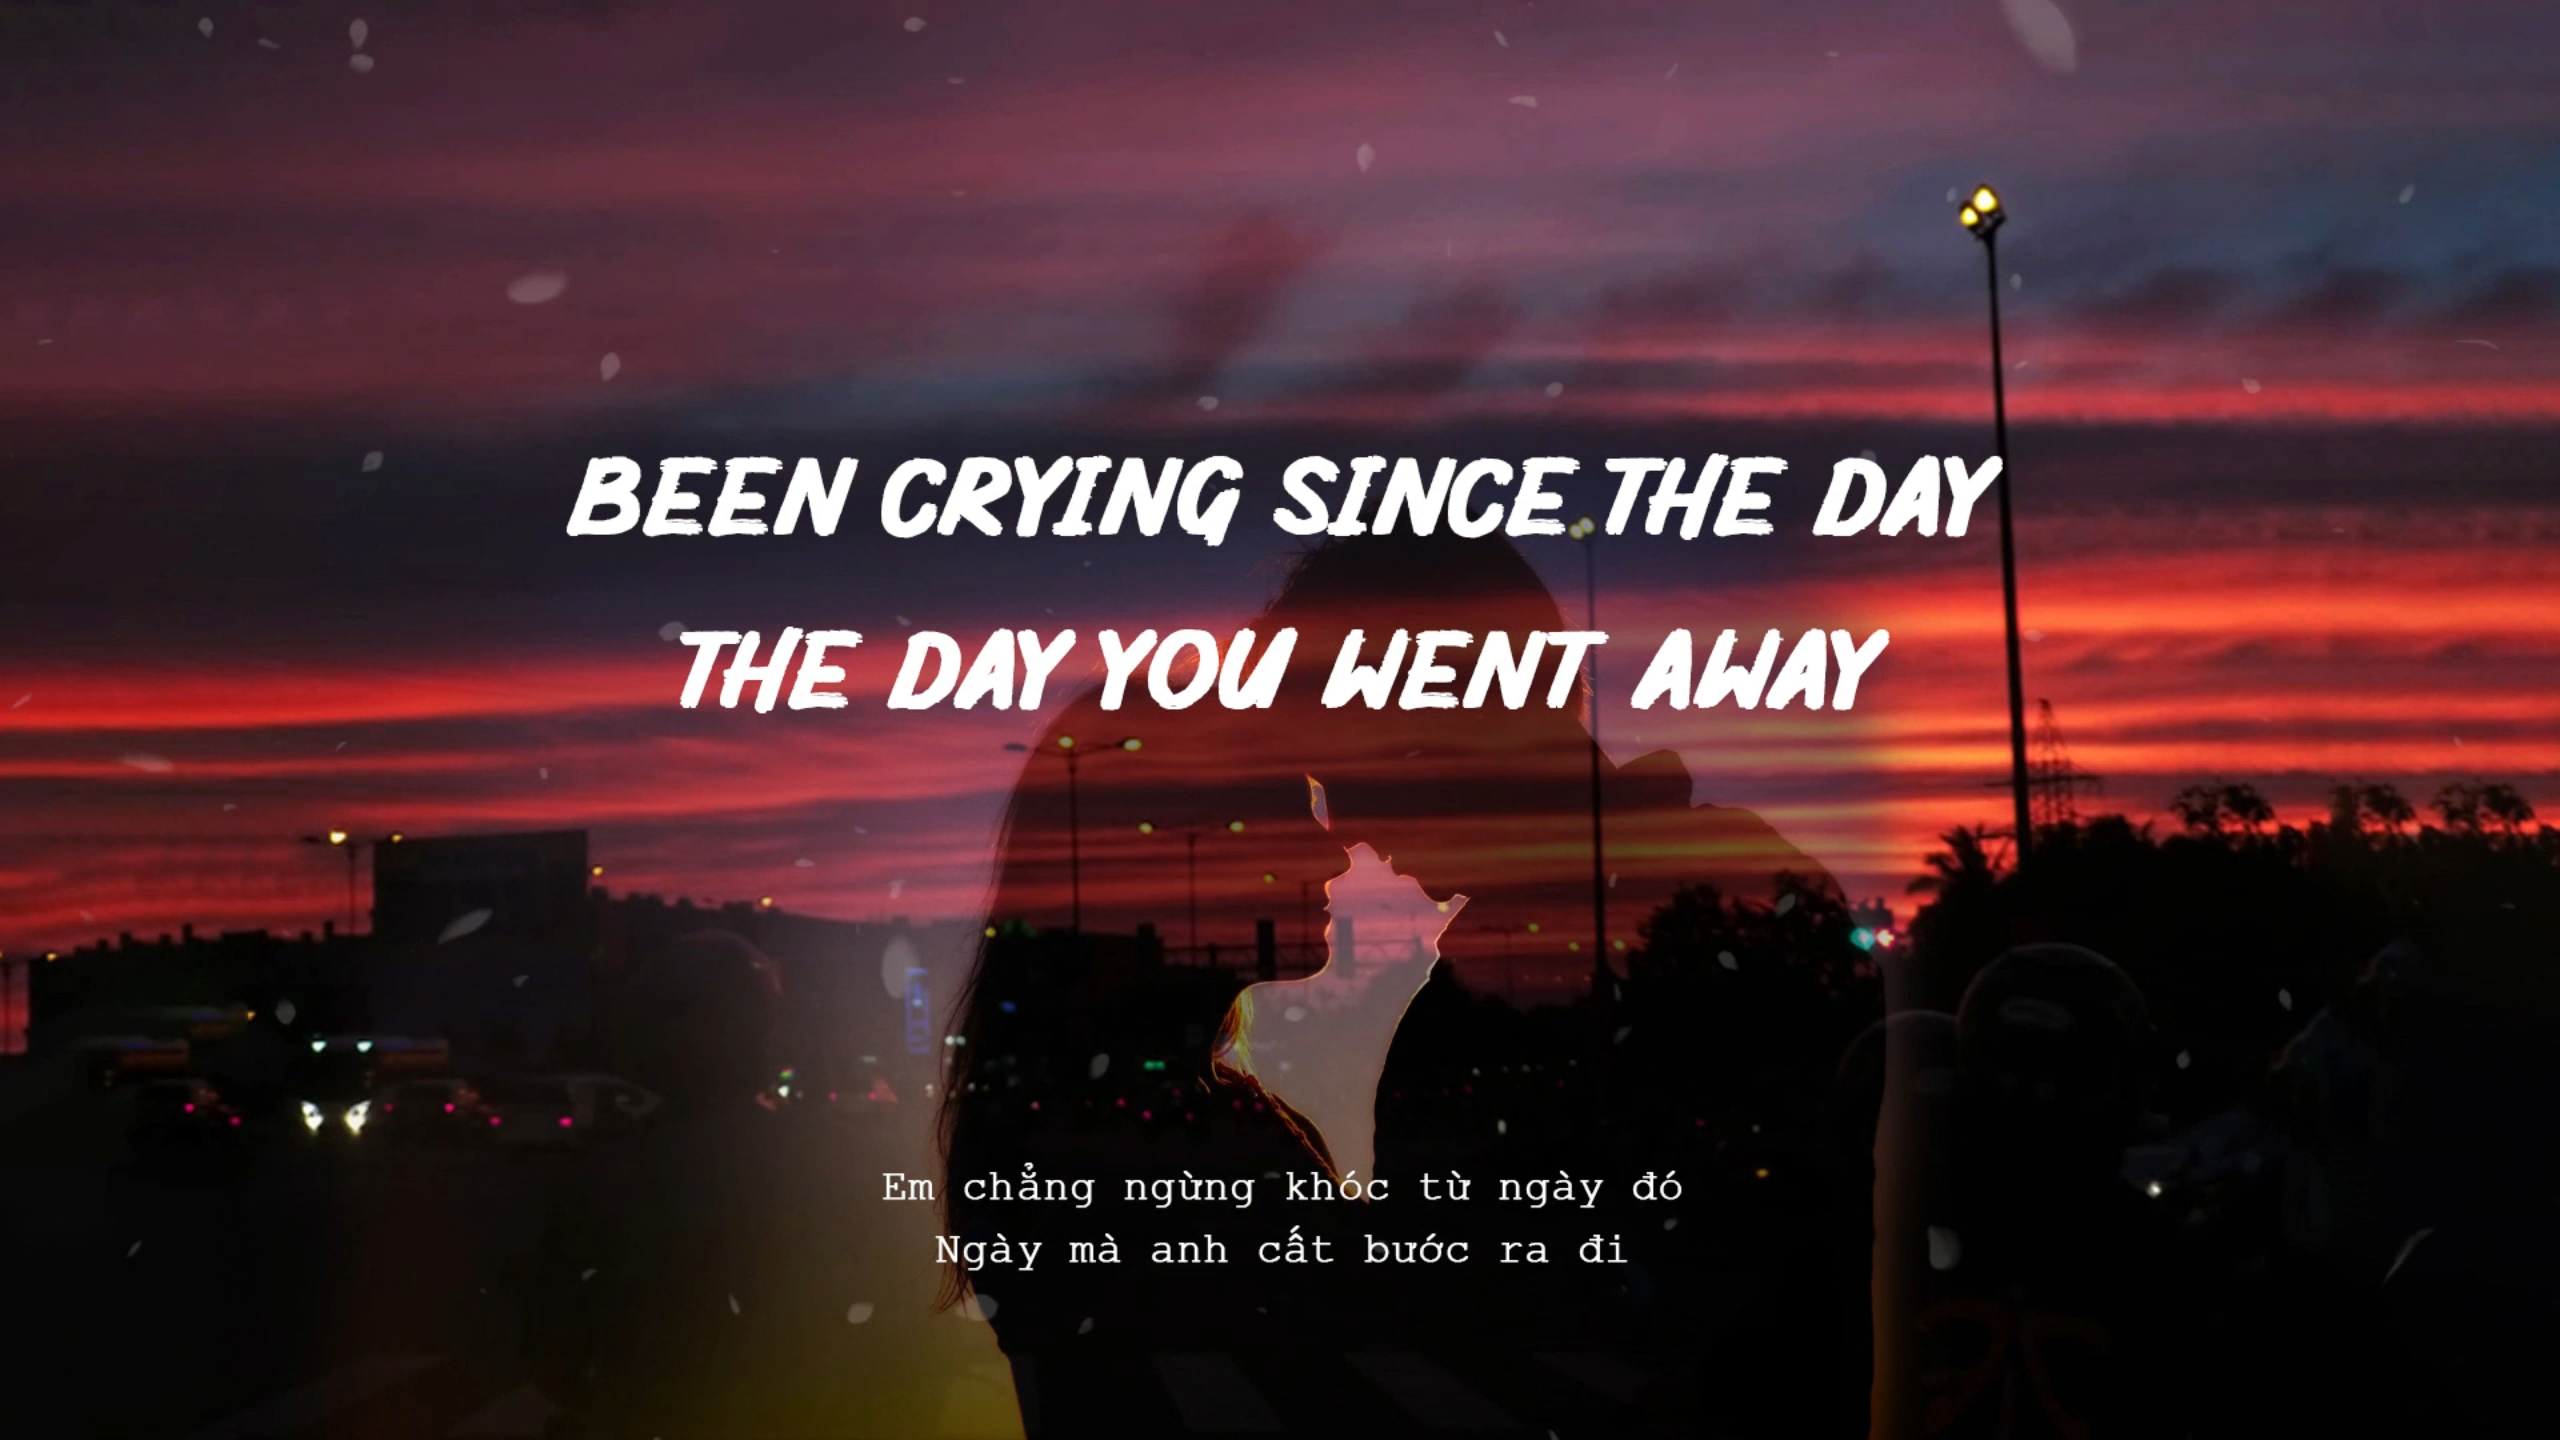 BEEN CRYING SINCE THE DAY
THE DAY YOU WENT AWAY
Em chẳng ngừng khóc từ ngày đó
Ngày mà anh cất bước ra đi